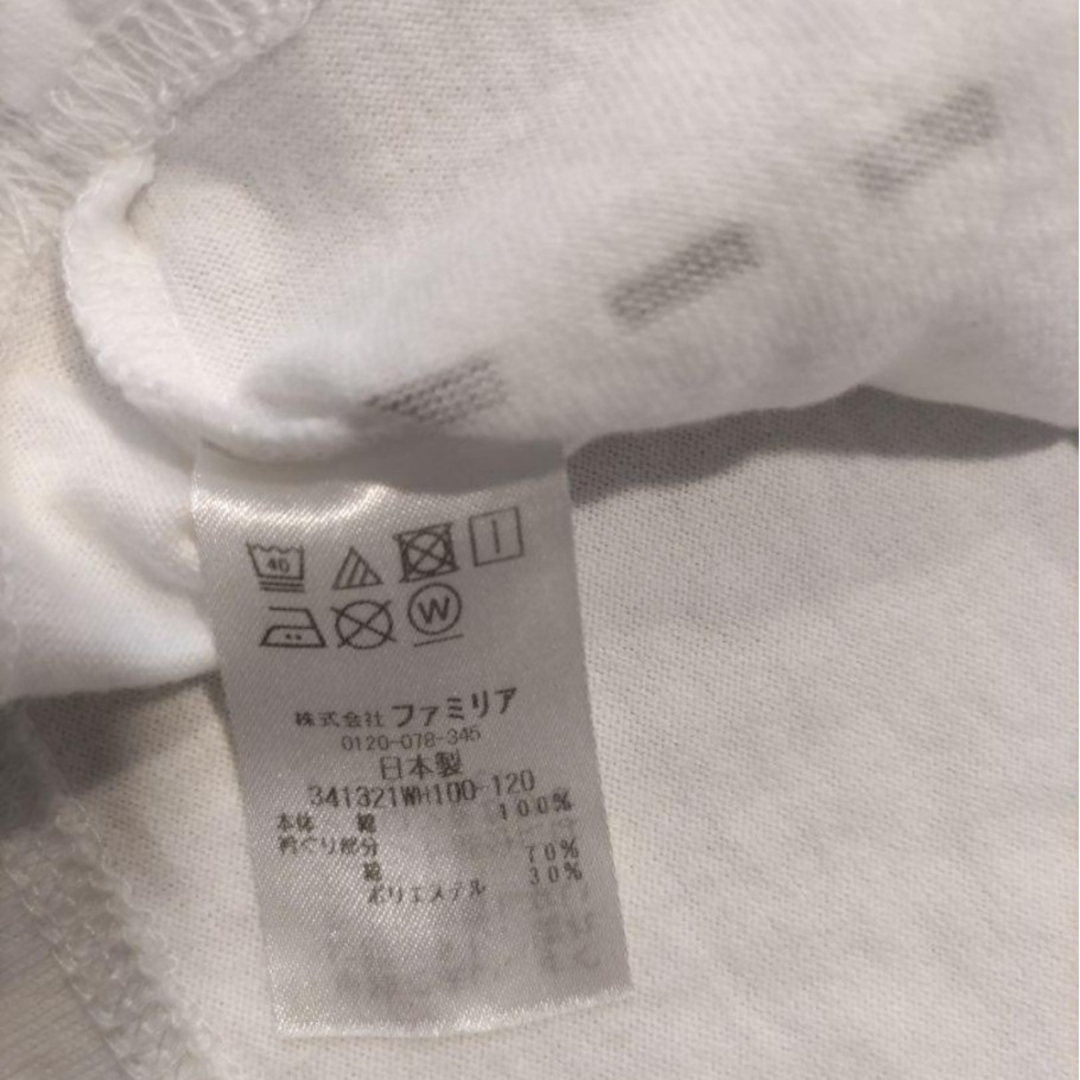 40
W
株式会社ファミリア
0120-078-345
日本製
341321WH100-120
本体 綿 100%
衿ぐり部分
綿 70%
ポリエステル 30%